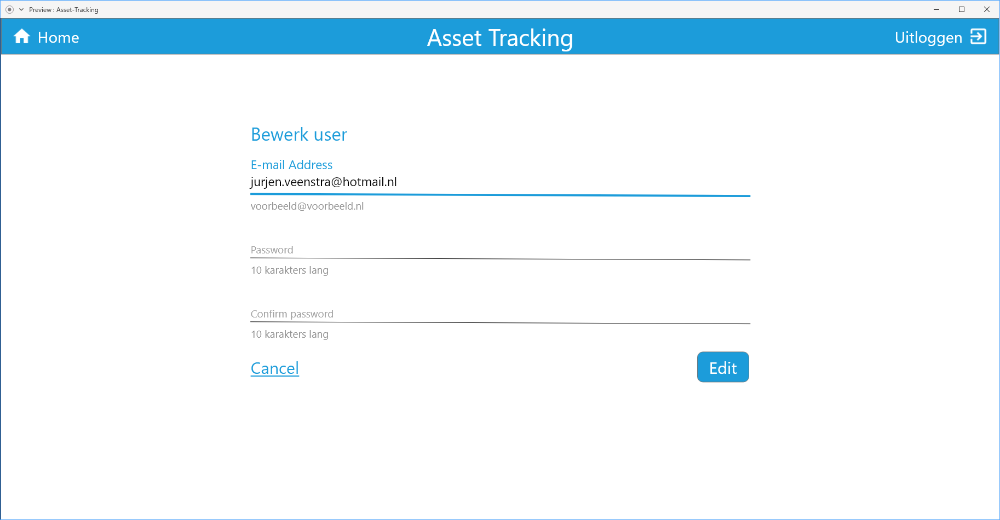 Preview : Asset-Tracking
Home
Asset Tracking
Uitloggen
Bewerk user
E-mail Address
jurjen.veenstra@hotmail.nl
voorbeeld@voorbeeld.nl
Password
10 karakters lang
Confirm password
10 karakters lang
Cancel
Edit